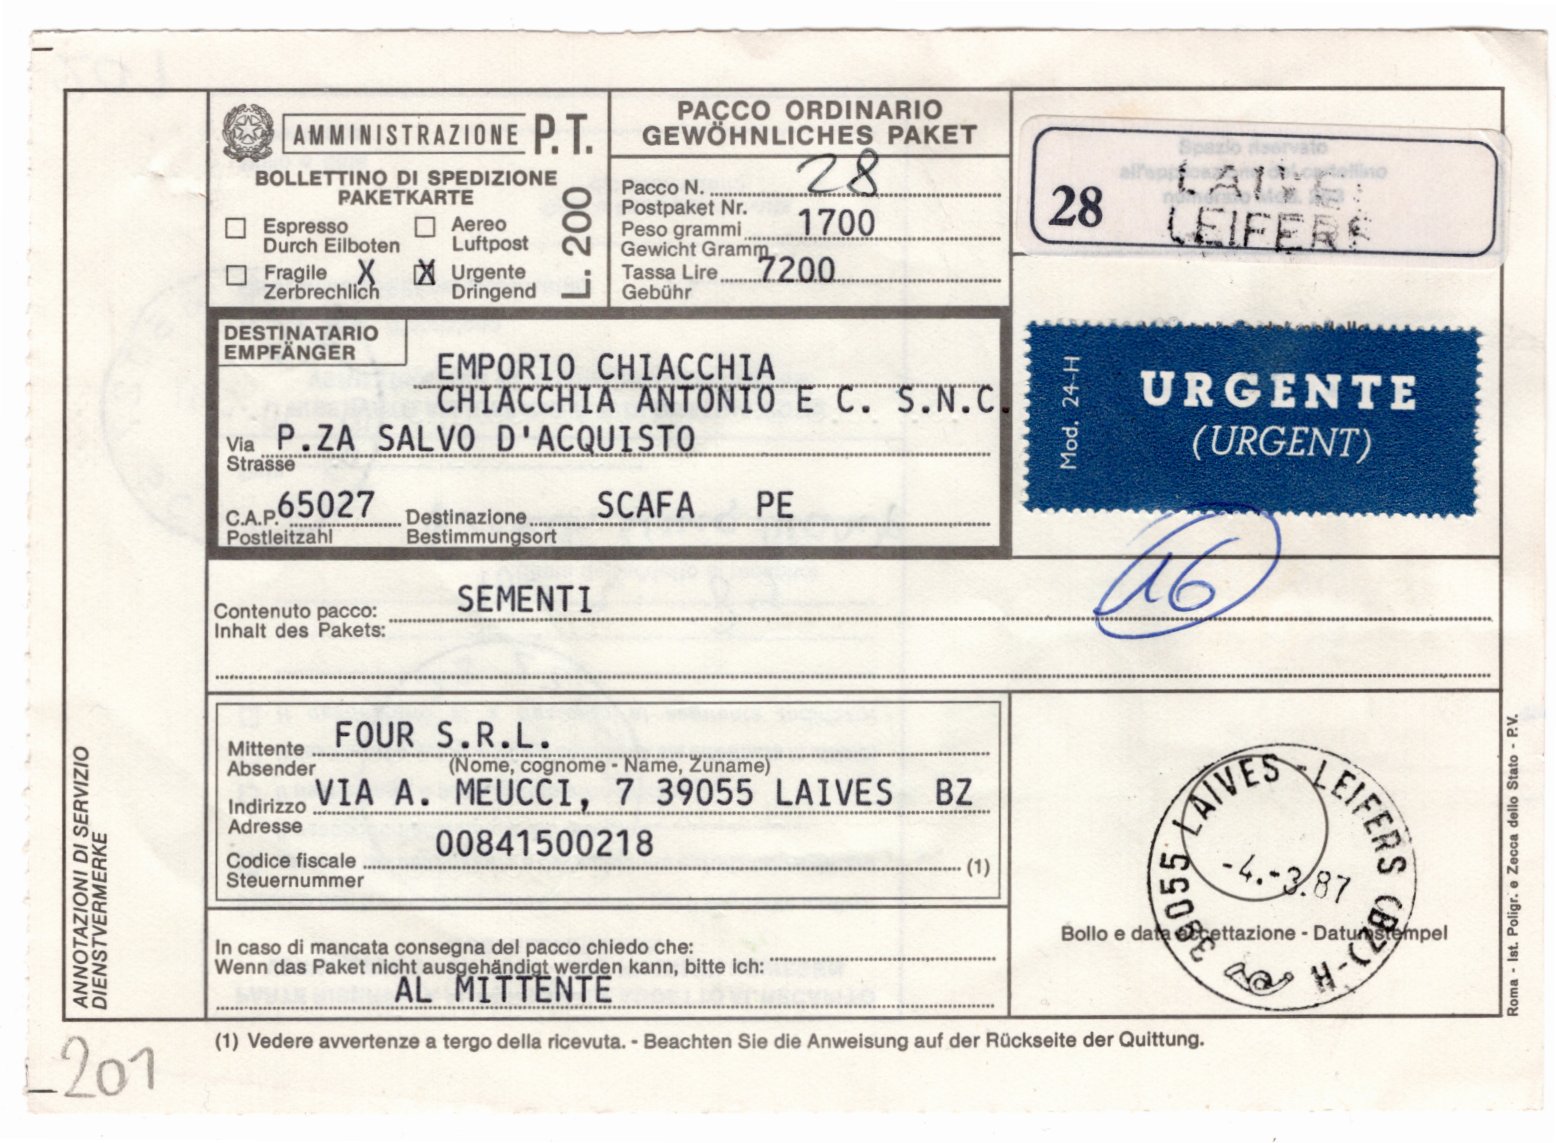 AMMINISTRAZIONE P.T.
BOLLETTINO DI SPEDIZIONE
PAKETKARTE
Espresso
Durch Eilboten
Aereo
Luftpost
Fragile X
Zerbrechlich
X Urgente
Dringend
L. 200
PACCO ORDINARIO
GEWÖHNLICHES PAKET
Pacco N. 28
Postpaket Nr.
Peso grammi 1700
Gewicht Gramm
Tassa Lire 7200
Gebühr
28
LEIFERS
Mod. 24-H
URGENTE
(URGENT)
DESTINATARIO
EMPFÄNGER
EMPORIO CHIACCHIA
CHIACCHIA ANTONIO E C. S.N.C.
Via P.ZA SALVO D'ACQUISTO
Strasse
C.A.P. 65027 Destinazione SCAFA PE
Postleitzahl Bestimmungsort
16
Contenuto pacco: SEMENTI
Inhalt des Pakets:
Mittente FOUR S.R.L.
Absender (Nome, cognome - Name, Zuname)
Indirizzo VIA A. MEUCCI, 7 39055 LAIVES BZ
Adresse
Codice fiscale 00841500218 (1)
Steuernummer
In caso di mancata consegna del pacco chiedo che:
Wenn das Paket nicht ausgehändigt werden kann, bitte ich:
AL MITTENTE
39055 LAIVES - LEIFERS (BZ) - A
-4.-3.87
Bollo e data accettazione - Datumstempel
ANNOTAZIONI DI SERVIZIO
DIENSTVERMERKE
Roma - Ist. Poligr. e Zecca dello Stato - P.V.
(1) Vedere avvertenze a tergo della ricevuta. - Beachten Sie die Anweisung auf der Rückseite der Quittung.
201